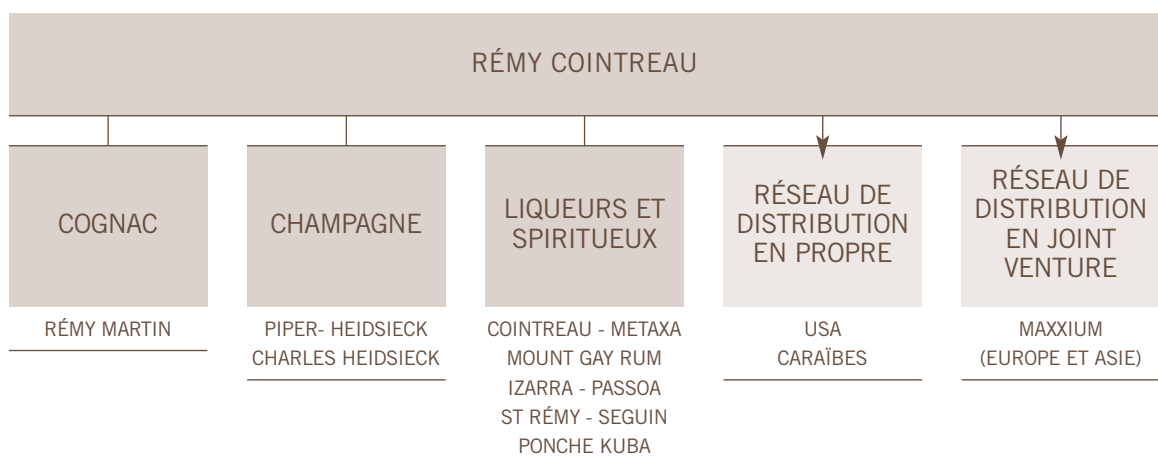 RÉMY COINTREAU
COGNAC
RÉMY MARTIN
CHAMPAGNE
PIPER- HEIDSIECK
CHARLES HEIDSIECK
LIQUEURS ET
SPIRITUEUX
COINTREAU - METAXA
MOUNT GAY RUM
IZARRA - PASSOA
ST RÉMY - SEGUIN
PONCHE KUBA
RÉSEAU DE
DISTRIBUTION
EN PROPRE
USA
CARAÏBES
RÉSEAU DE
DISTRIBUTION
EN JOINT
VENTURE
MAXXIUM
(EUROPE ET ASIE)